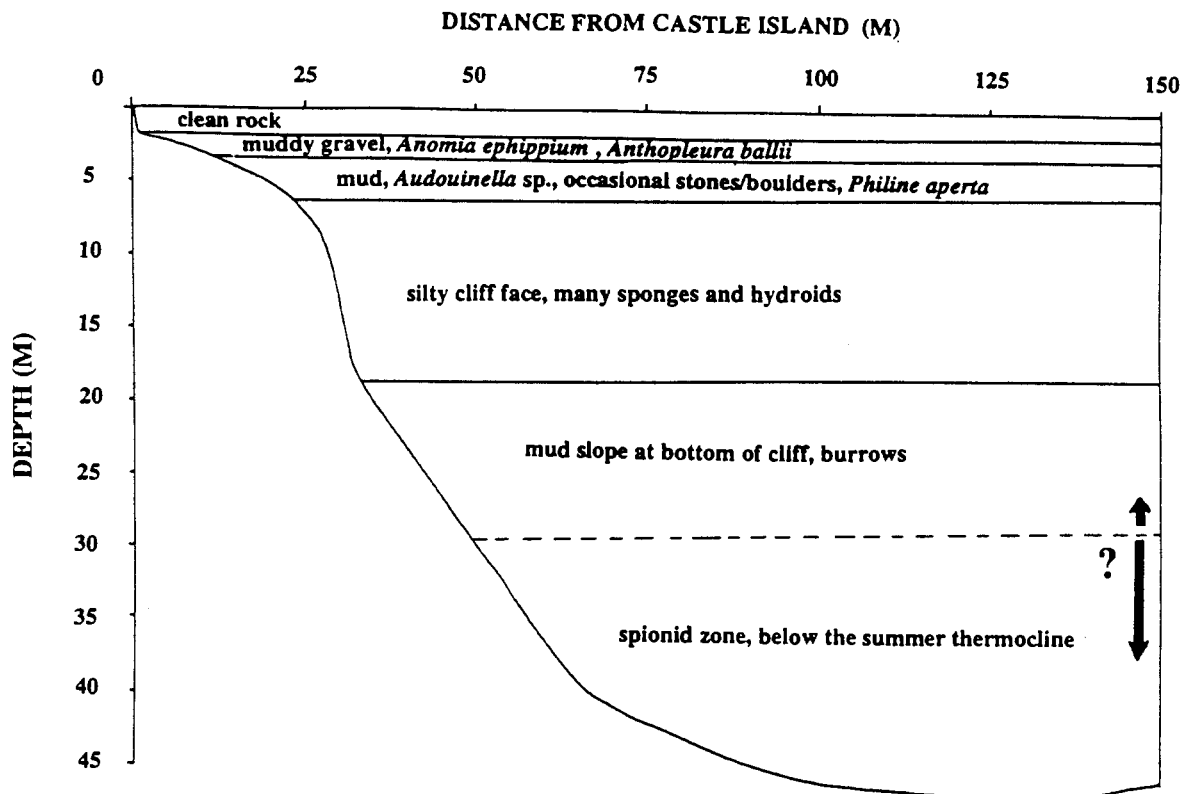 DISTANCE FROM CASTLE ISLAND (M)
0 25 50 75 100 125 150
clean rock
muddy gravel, Anomia ephippium , Anthopleura ballii
5
mud, Audouinella sp., occasional stones/boulders, Philine aperta
10
silty cliff face, many sponges and hydroids
15
DEPTH (M)
20
mud slope at bottom of cliff, burrows
25
30
?
35
spionid zone, below the summer thermocline
40
45